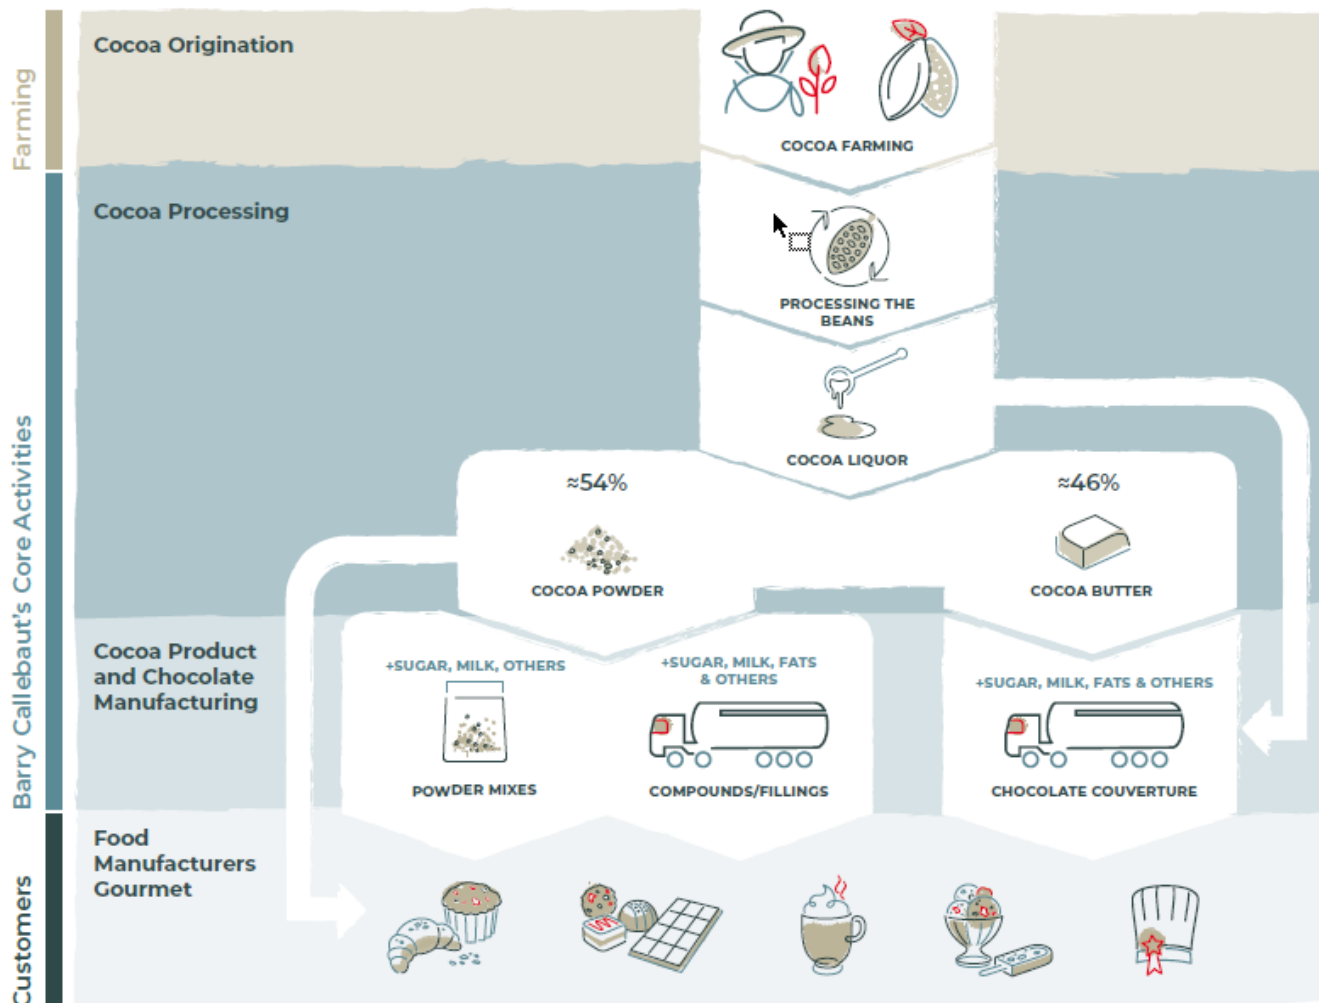 Farming
Cocoa Origination
COCOA FARMING
Barry Callebaut's Core Activities
Cocoa Processing
PROCESSING THE
BEANS
COCOA LIQUOR
≈54%
≈46%
COCOA POWDER
COCOA BUTTER
Cocoa Product
and Chocolate
Manufacturing
+SUGAR, MILK, OTHERS
+SUGAR, MILK, FATS
& OTHERS
+SUGAR, MILK, FATS & OTHERS
POWDER MIXES
COMPOUNDS/FILLINGS
CHOCOLATE COUVERTURE
Customers
Food
Manufacturers
Gourmet